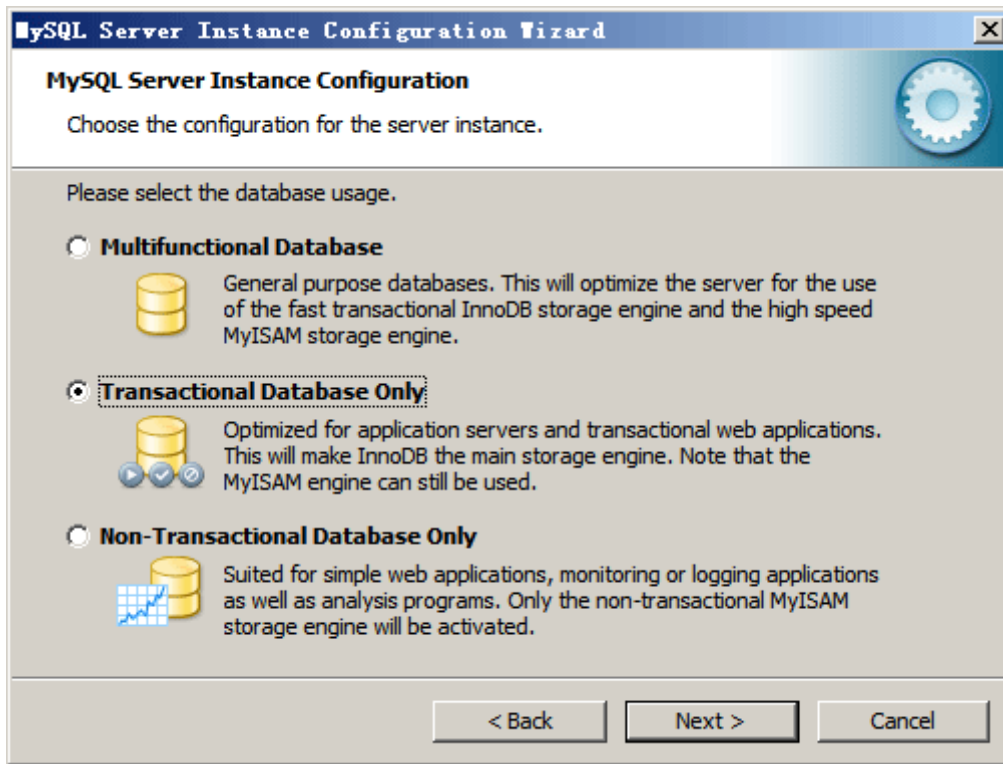 MySQL Server Instance Configuration Wizard
MySQL Server Instance Configuration
Choose the configuration for the server instance.
Please select the database usage.
Multifunctional Database
General purpose databases. This will optimize the server for the use
of the fast transactional InnoDB storage engine and the high speed
MyISAM storage engine.
Transactional Database Only
Optimized for application servers and transactional web applications.
This will make InnoDB the main storage engine. Note that the
MyISAM engine can still be used.
Non-Transactional Database Only
Suited for simple web applications, monitoring or logging applications
as well as analysis programs. Only the non-transactional MyISAM
storage engine will be activated.
< Back
Next >
Cancel